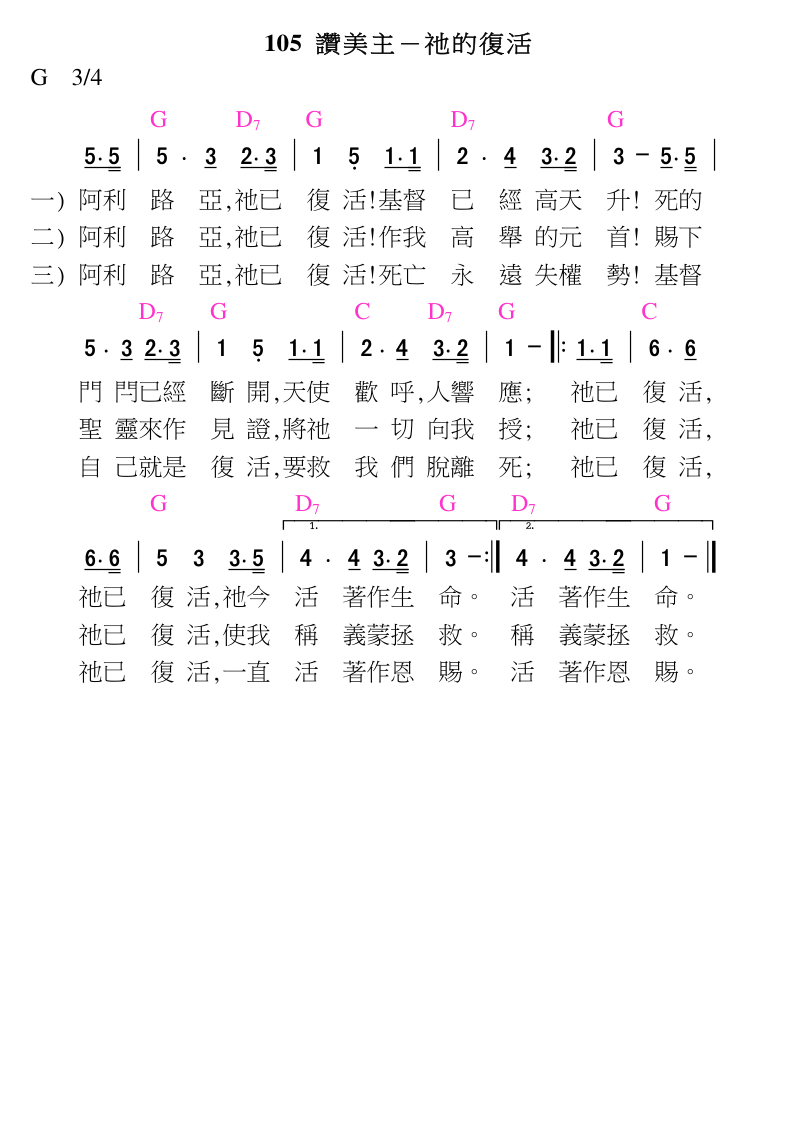 105 讚美主－祂的復活
G 3/4
G D7 G D7 G
5·5 | 5 · 3 2·3 | 1 5̣ 1·1 | 2 · 4 3·2 | 3 − 5·5 |
一) 阿利 路 亞,祂已 復 活!基督 已 經 高天 升! 死的
二) 阿利 路 亞,祂已 復 活!作我 高 舉 的元 首! 賜下
三) 阿利 路 亞,祂已 復 活!死亡 永 遠 失權 勢! 基督
D7 G C D7 G C
5 · 3 2·3 | 1 5̣ 1·1 | 2 · 4 3·2 | 1 − ‖: 1·1 | 6 · 6
門 閂已經 斷 開,天使 歡 呼,人響 應; 祂已 復 活,
聖 靈來作 見 證,將祂 一 切 向我 授; 祂已 復 活,
自 己就是 復 活,要救 我 們 脫離 死; 祂已 復 活,
G D7 G D7 G
1. 2.
6·6 | 5 3 3·5 | 4 · 4 3·2 | 3 − :‖ 4 · 4 3·2 | 1 − ‖
祂已 復 活,祂今 活 著作生 命。 活 著作生 命。
祂已 復 活,使我 稱 義蒙拯 救。 稱 義蒙拯 救。
祂已 復 活,一直 活 著作恩 賜。 活 著作恩 賜。